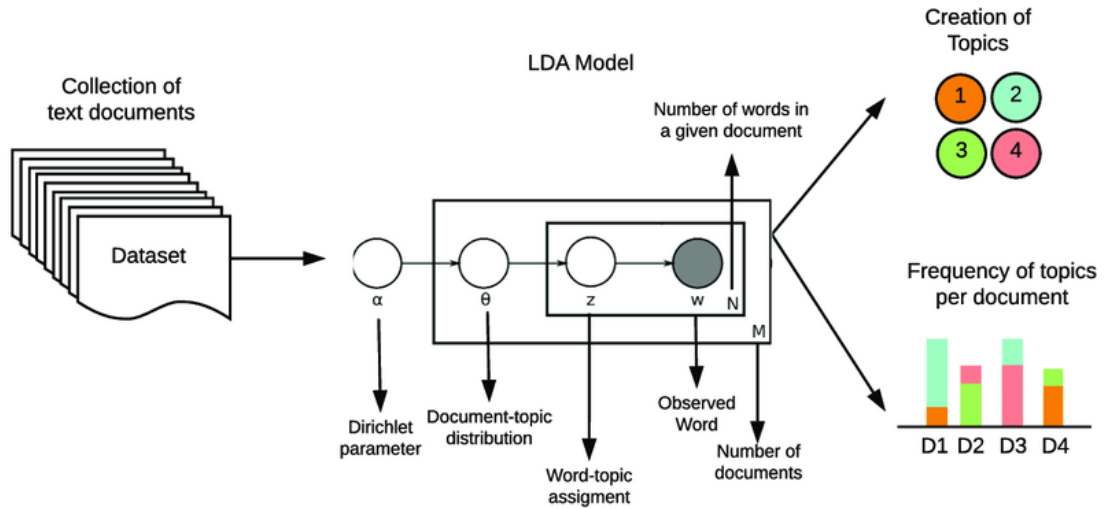 Collection of
text documents
Dataset
LDA Model
Number of words in
a given document
α
θ
z
w
N
M
Dirichlet
parameter
Document-topic
distribution
Word-topic
assigment
Observed
Word
Number of
documents
Creation of
Topics
1 2
3 4
Frequency of topics
per document
D1 D2 D3 D4